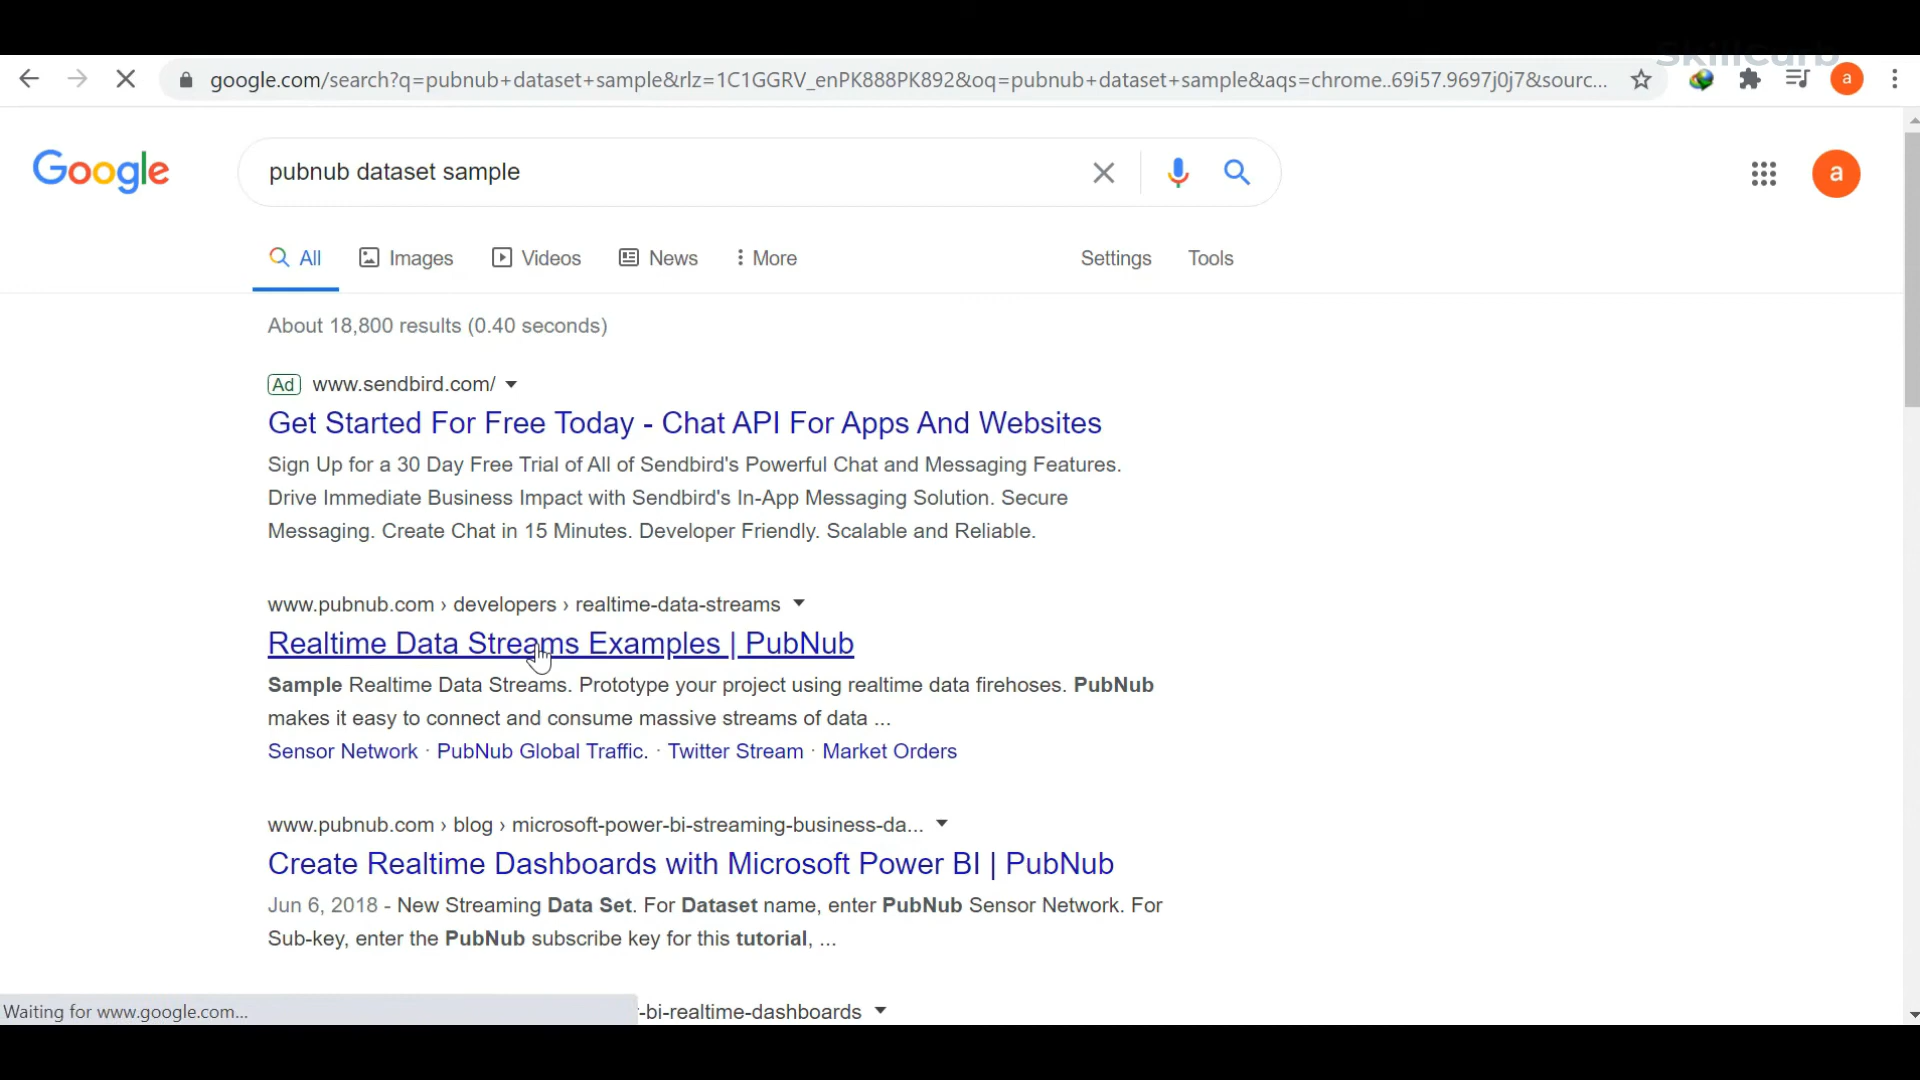 SkillCurb
google.com/search?q=pubnub+dataset+sample&rlz=1C1GGRV_enPK888PK892&oq=pubnub+dataset+sample&aqs=chrome..69i57.9697j0j7&sourc...
a
Google
pubnub dataset sample
a
All Images Videos News More Settings Tools
About 18,800 results (0.40 seconds)
Ad www.sendbird.com/
Get Started For Free Today - Chat API For Apps And Websites
Sign Up for a 30 Day Free Trial of All of Sendbird's Powerful Chat and Messaging Features.
Drive Immediate Business Impact with Sendbird's In-App Messaging Solution. Secure
Messaging. Create Chat in 15 Minutes. Developer Friendly. Scalable and Reliable.
www.pubnub.com › developers › realtime-data-streams
Realtime Data Streams Examples | PubNub
Sample Realtime Data Streams. Prototype your project using realtime data firehoses. PubNub
makes it easy to connect and consume massive streams of data ...
Sensor Network · PubNub Global Traffic. · Twitter Stream · Market Orders
www.pubnub.com › blog › microsoft-power-bi-streaming-business-da...
Create Realtime Dashboards with Microsoft Power BI | PubNub
Jun 6, 2018 - New Streaming Data Set. For Dataset name, enter PubNub Sensor Network. For
Sub-key, enter the PubNub subscribe key for this tutorial, ...
Waiting for www.google.com...
-bi-realtime-dashboards